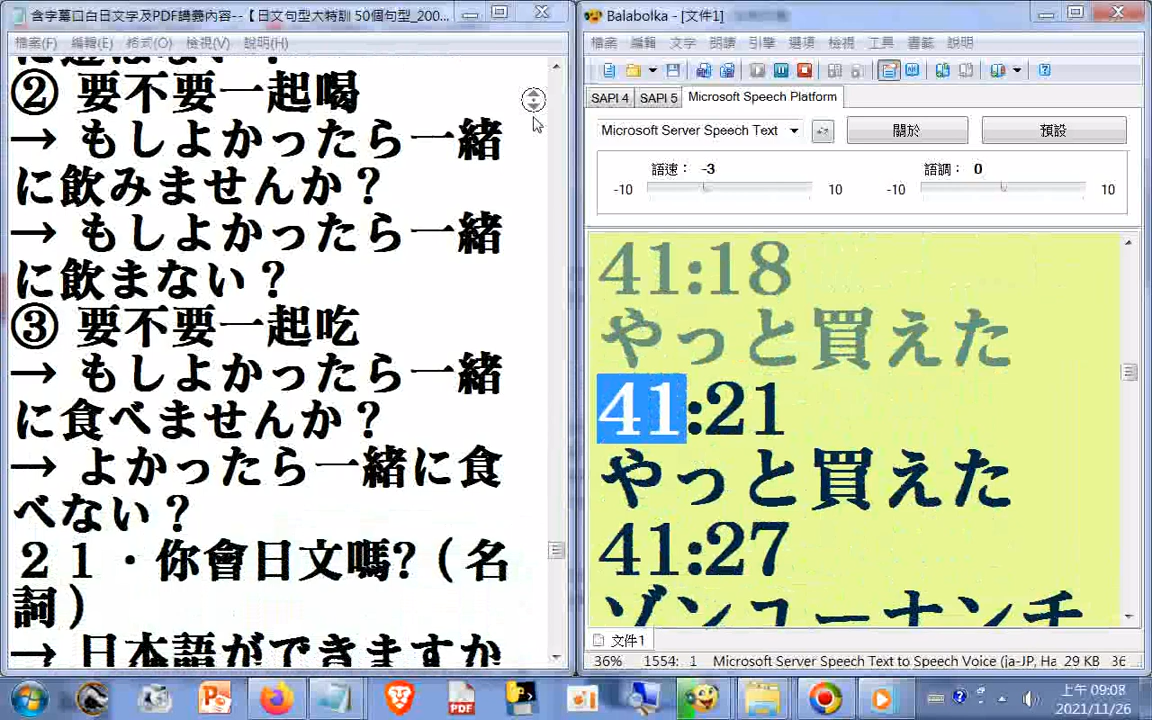 含字幕口白日文字及PDF講義內容--【日文句型大特訓 50個句型_200...
檔案(F) 編輯(E) 格式(O) 檢視(V) 說明(H)
② 要不要一起喝
→ もしよかったら一緒
に飲みませんか？
→ もしよかったら一緒
に飲まない？
③ 要不要一起吃
→ もしよかったら一緒
に食べませんか？
→ よかったら一緒に食
べない？
２１．你會日文嗎?（名
詞）
→ 日本語ができますか
Balabolka - [文件1]
檔案 編輯 文字 朗讀 引擎 選項 檢視 工具 書籤 說明
SAPI 4 SAPI 5 Microsoft Speech Platform
Microsoft Server Speech Text 關於 預設
語速： -3 語調： 0
-10 10 -10 10
41:18
やっと買えた
41:21
やっと買えた
41:27
ゾンユーナンチ
文件1
36% 1554: 1 Microsoft Server Speech Text to Speech Voice (ja-JP, Ha 29 KB 36
上午 09:08
2021/11/26